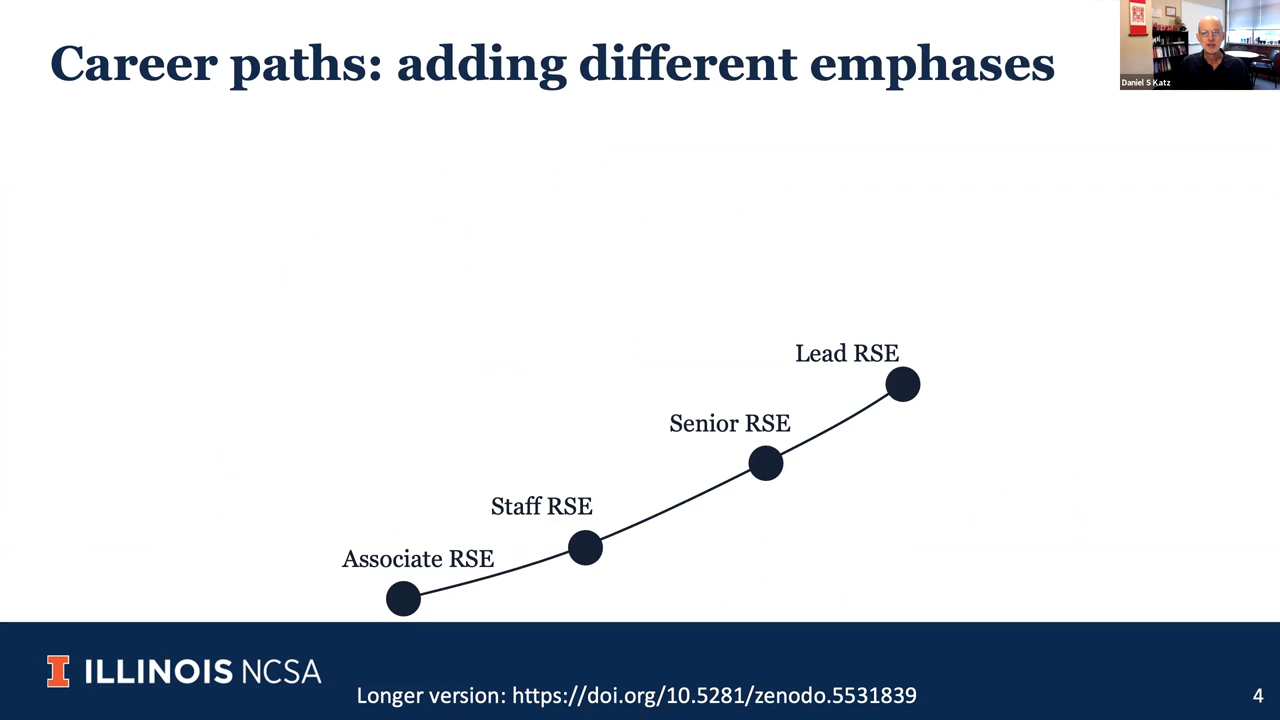 Career paths: adding different emphases
Daniel S Katz
Lead RSE
Senior RSE
Staff RSE
Associate RSE
ILLINOIS NCSA
Longer version: https://doi.org/10.5281/zenodo.5531839
4